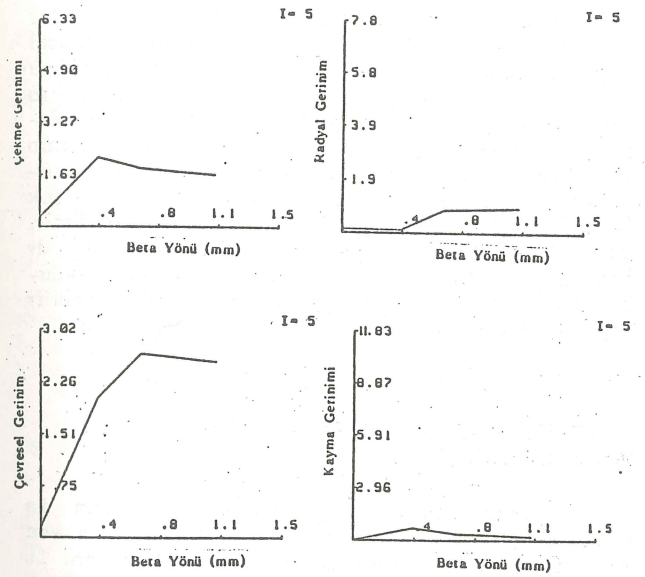 Çekme Gerinimi
6.33
4.90
3.27
1.63
.4 .8 1.1 1.5
Beta Yönü (mm)
I= 5
Radyal Gerinim
7.8
5.8
3.9
1.9
.4 .8 1.1 1.5
Beta Yönü (mm)
I= 5
Çevresel Gerinim
3.02
2.26
1.51
.75
.4 .8 1.1 1.5
Beta Yönü (mm)
I= 5
Kayma Gerinimi
11.83
8.87
5.91
2.96
.4 .8 1.1 1.5
Beta Yönü (mm)
I= 5